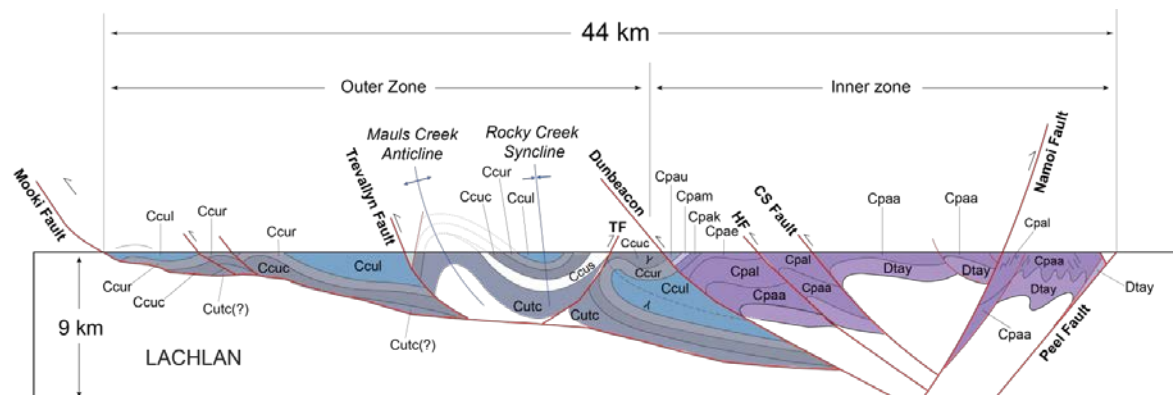 44 km
Outer Zone
Inner zone
Mauls Creek
Anticline
Rocky Creek
Syncline
Mooki Fault
Trevallyn Fault
Dunbeacon
Namoi Fault
CS Fault
HF
TF
Peel Fault
Ccul
Ccur
Ccur
Ccuc
Ccur
Ccul
Ccus
Ccuc
Ccur
Ccul
Cpau
Cpam
Cpak
Cpae
Cpaa
Cpaa
Cpal
Ccuc
Ccul
Cpal
Cpaa
Cpal
Cpaa
Dtay
Dtay
Cpaa
Dtay
Dtay
Cpaa
Ccur
Ccuc
Cutc(?)
Cutc(?)
Cutc
Cutc
9 km
LACHLAN